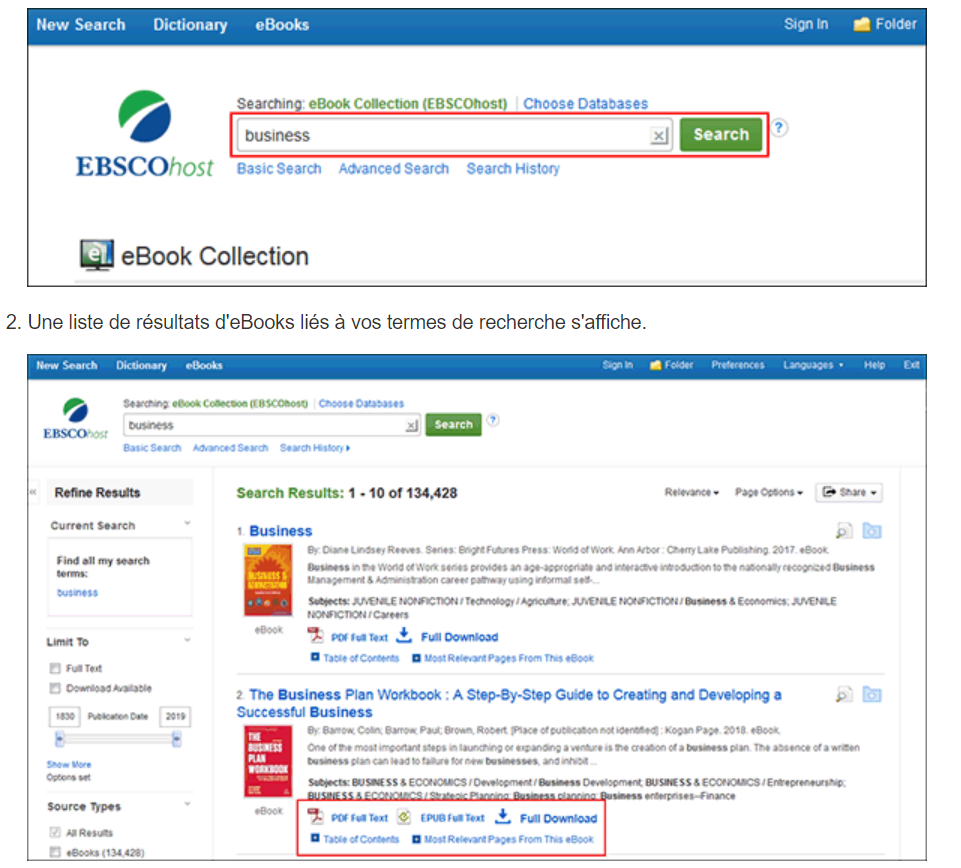 New Search Dictionary eBooks Sign In Folder
Searching: eBook Collection (EBSCOhost) Choose Databases
business Search ?
EBSCOhost
Basic Search Advanced Search Search History
eBook Collection
2. Une liste de résultats d'eBooks liés à vos termes de recherche s'affiche.
New Search Dictionary eBooks Sign In Folder Preferences Languages Help Exit
Searching: eBook Collection (EBSCOhost) Choose Databases
business Search ?
EBSCOhost
Basic Search Advanced Search Search History
Refine Results
Current Search
Find all my search
terms:
business
Limit To
Full Text
Download Available
1830 Publication Date 2019
Show More
Options set
Source Types
All Results
eBooks (134,428)
Search Results: 1 - 10 of 134,428 Relevance Page Options Share
1. Business
By: Diane Lindsey Reeves. Series: Bright Futures Press: World of Work. Ann Arbor : Cherry Lake Publishing. 2017. eBook.
Business in the World of Work series provides an age-appropriate and interactive introduction to the nationally recognized Business
Management & Administration career pathway using informal self-...
Subjects: JUVENILE NONFICTION / Technology / Agriculture; JUVENILE NONFICTION / Business & Economics; JUVENILE
NONFICTION / Careers
BUSINESS &
ADMINISTRATION
eBook
PDF Full Text Full Download
Table of Contents Most Relevant Pages From This eBook
2. The Business Plan Workbook : A Step-By-Step Guide to Creating and Developing a
Successful Business
By: Barrow, Colin; Barrow, Paul; Brown, Robert. [Place of publication not identified] : Kogan Page. 2018. eBook.
One of the most important steps in launching or expanding a venture is the creation of a business plan. The absence of a written
business plan can lead to failure for new businesses, and inhibit...
Subjects: BUSINESS & ECONOMICS / Development / Business Development; BUSINESS & ECONOMICS / Entrepreneurship;
BUSINESS & ECONOMICS / Strategic Planning; Business planning; Business enterprises--Finance
THE
BUSINESS
PLAN
WORKBOOK
eBook
PDF Full Text EPUB Full Text Full Download
Table of Contents Most Relevant Pages From This eBook